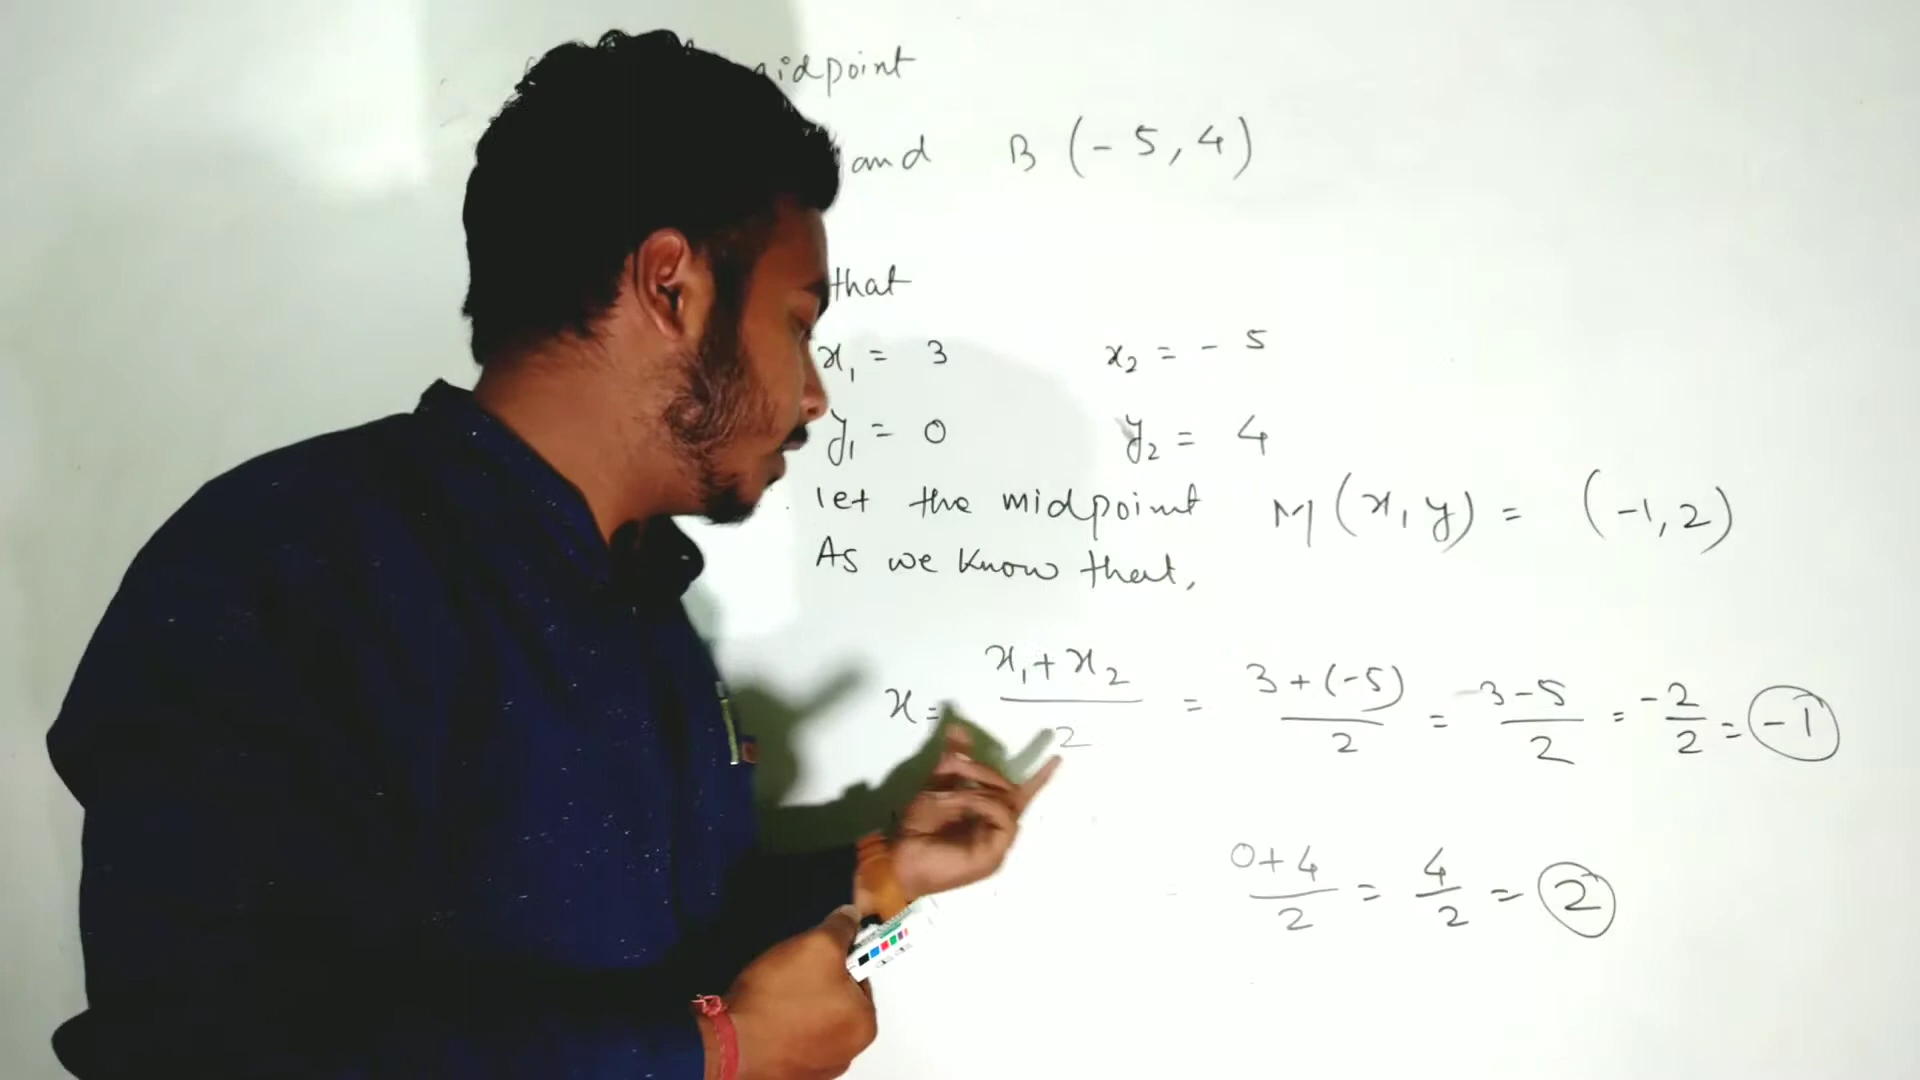 midpoint
and B (-5,4)
that
x₁ = 3 x₂ = -5
y₁ = 0 y₂ = 4
let the midpoint M(x,y) = (-1,2)
As we know that,
x = (x₁+x₂)/2 = (3+(-5))/2 = (3-5)/2 = -2/2 = -1
(0+4)/2 = 4/2 = 2